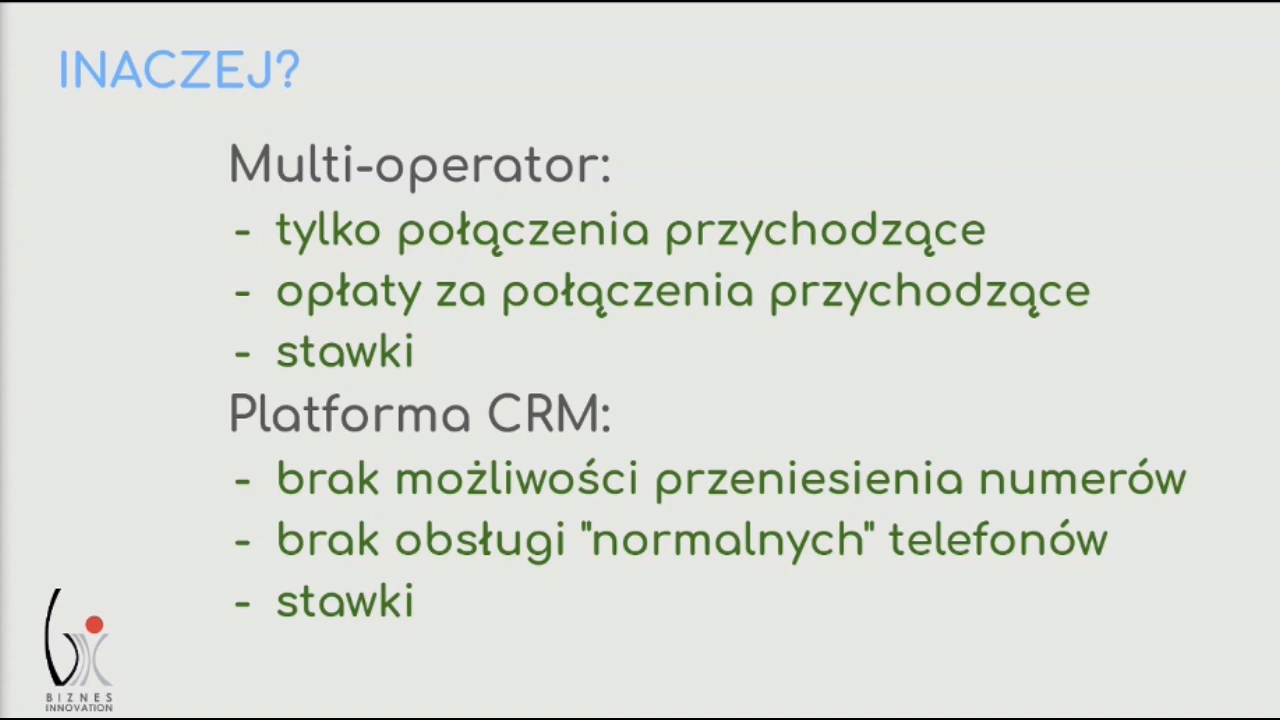 INACZEJ?
Multi-operator:
- tylko połączenia przychodzące
- opłaty za połączenia przychodzące
- stawki
Platforma CRM:
- brak możliwości przeniesienia numerów
- brak obsługi "normalnych" telefonów
- stawki
BIZNES
INNOVATION